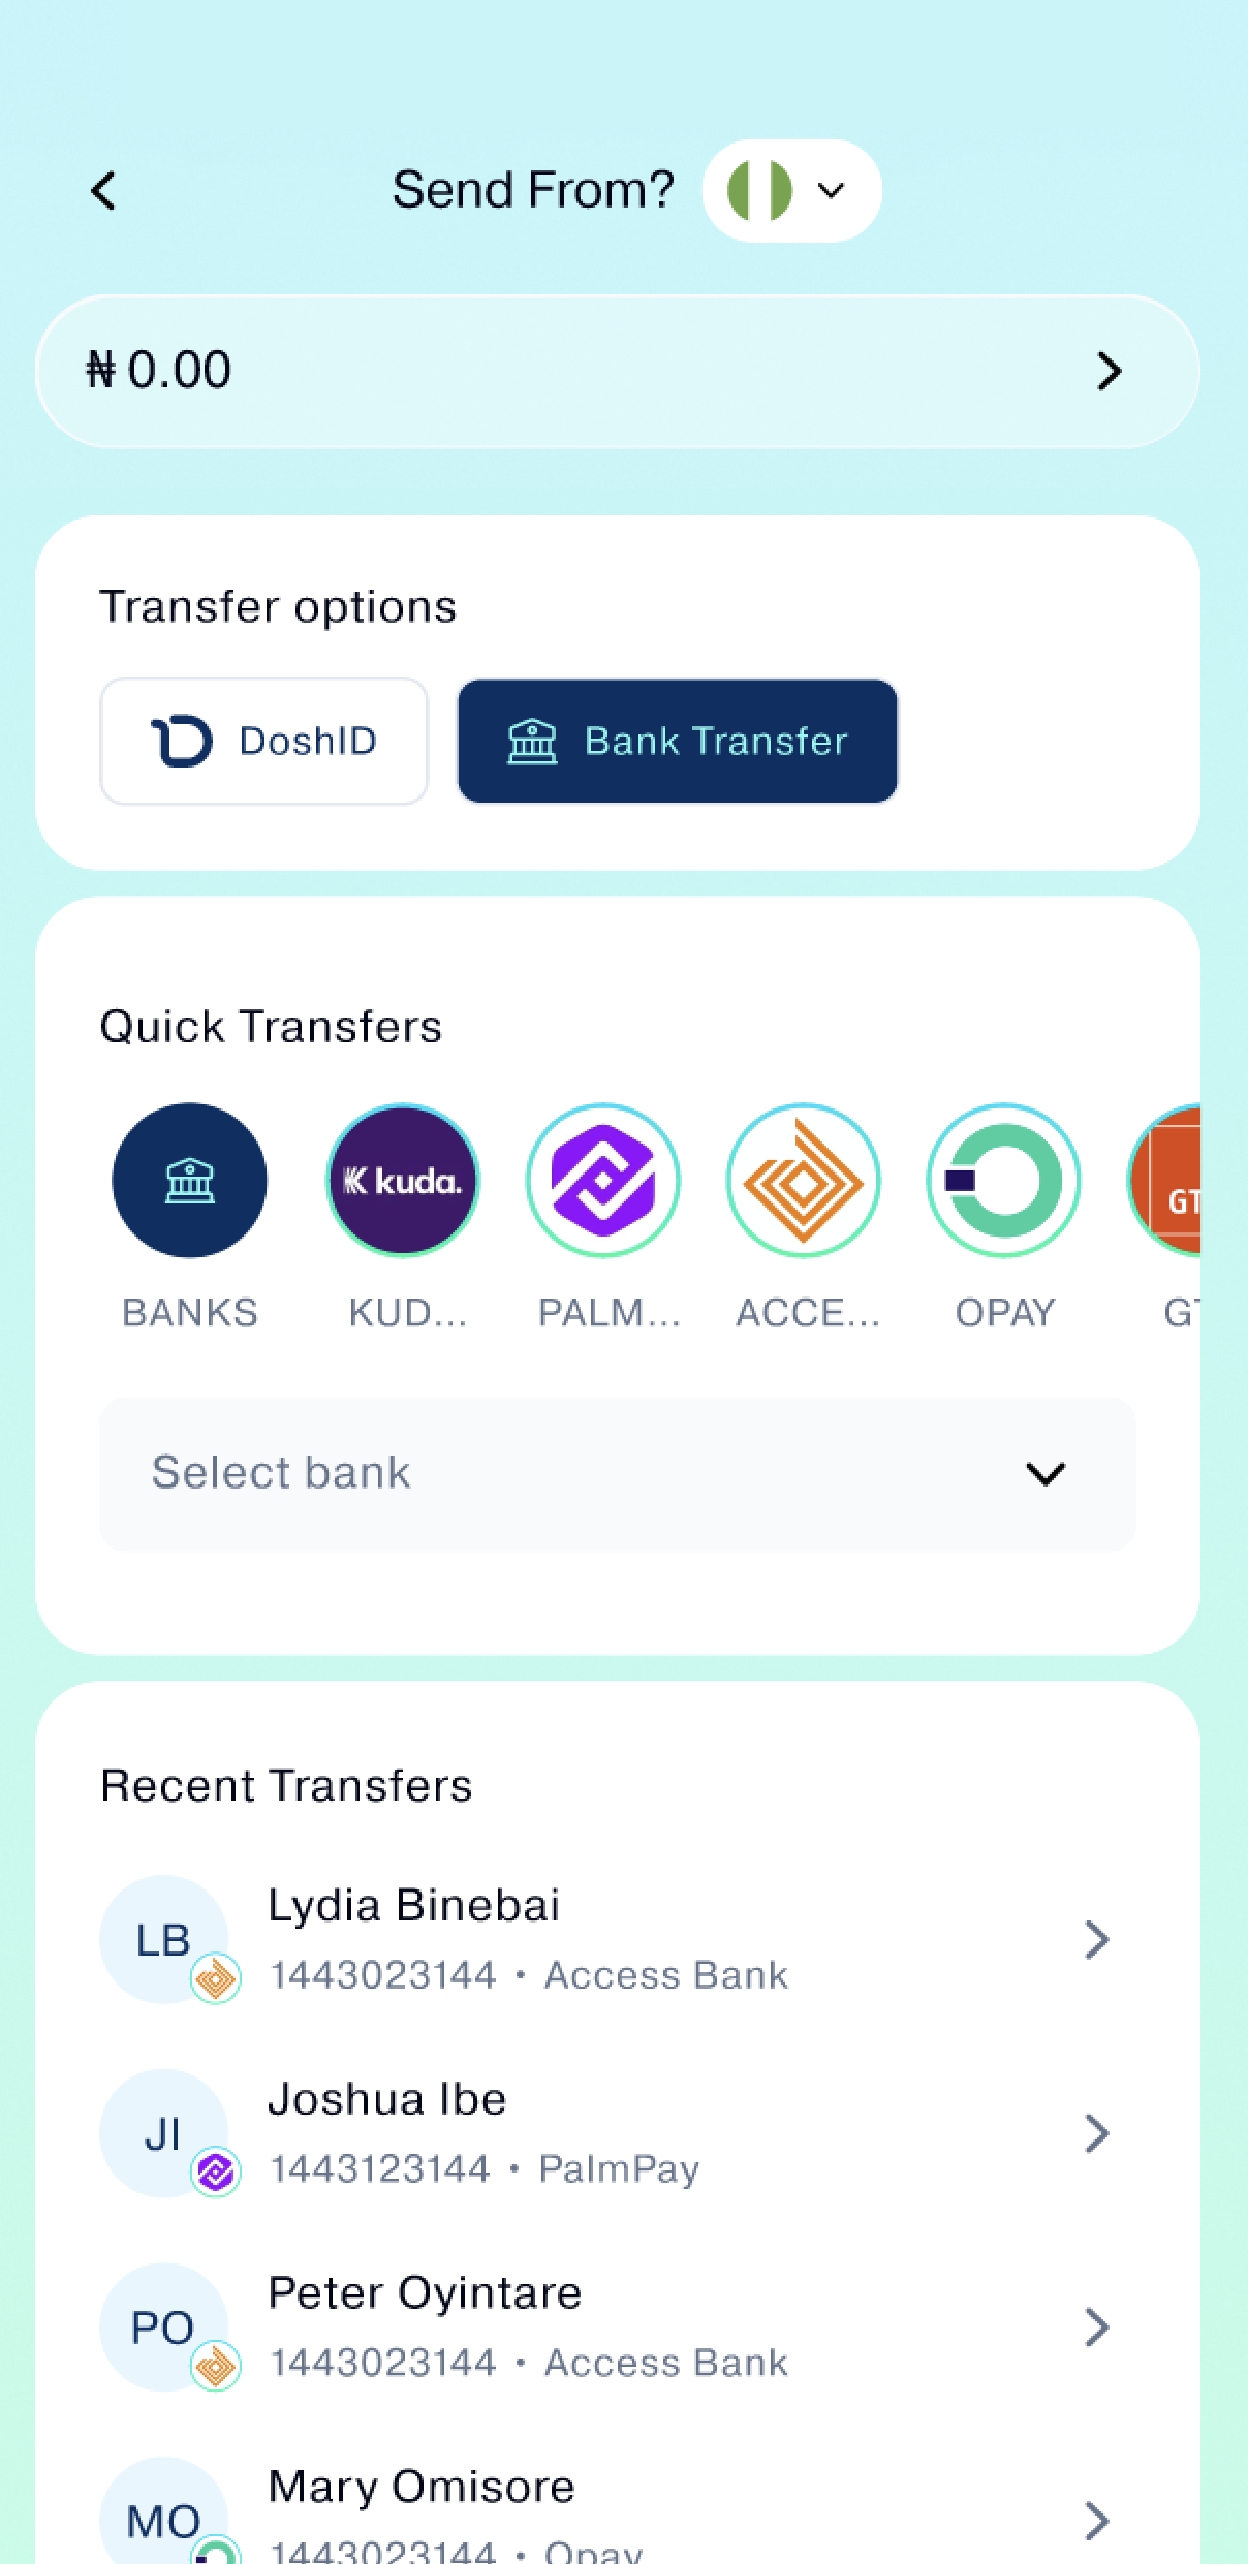 Send From?
₦ 0.00
Transfer options
DoshID
Bank Transfer
Quick Transfers
kuda.
GT
BANKS
KUD...
PALM...
ACCE...
OPAY
GT
Select bank
Recent Transfers
LB
Lydia Binebai
1443023144 • Access Bank
JI
Joshua Ibe
1443123144 • PalmPay
PO
Peter Oyintare
1443023144 • Access Bank
MO
Mary Omisore
1443023144 • Opay